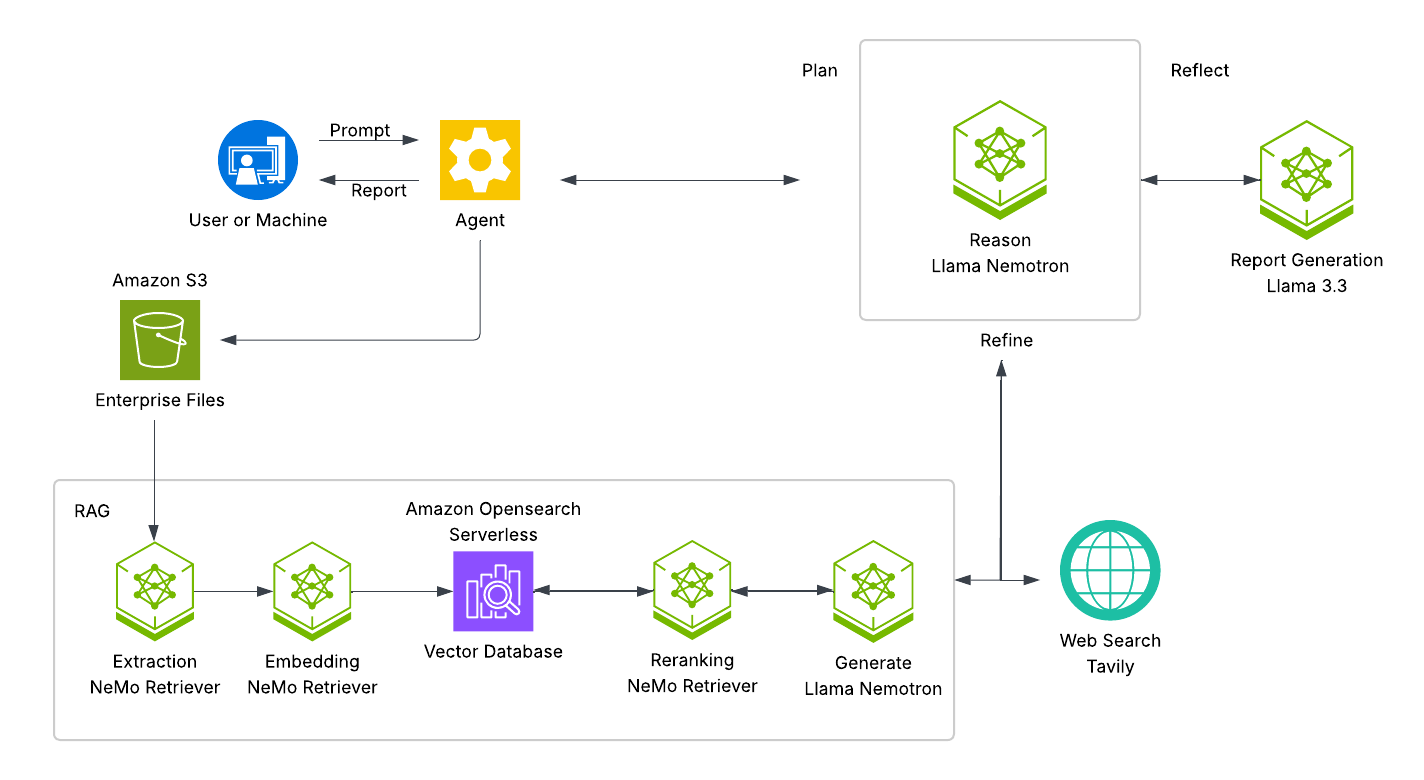 Plan
Reflect
Prompt
Report
User or Machine
Agent
Reason
Llama Nemotron
Report Generation
Llama 3.3
Amazon S3
Enterprise Files
Refine
RAG
Amazon Opensearch
Serverless
Extraction
NeMo Retriever
Embedding
NeMo Retriever
Vector Database
Reranking
NeMo Retriever
Generate
Llama Nemotron
Web Search
Tavily